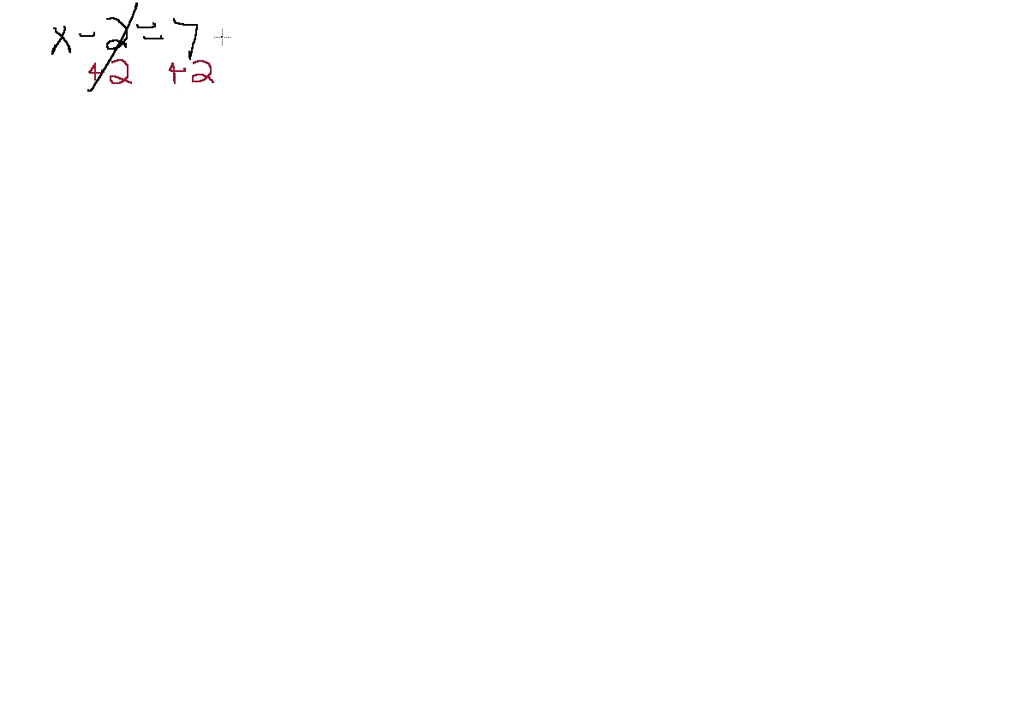 x - 2 = 7
+2 +2